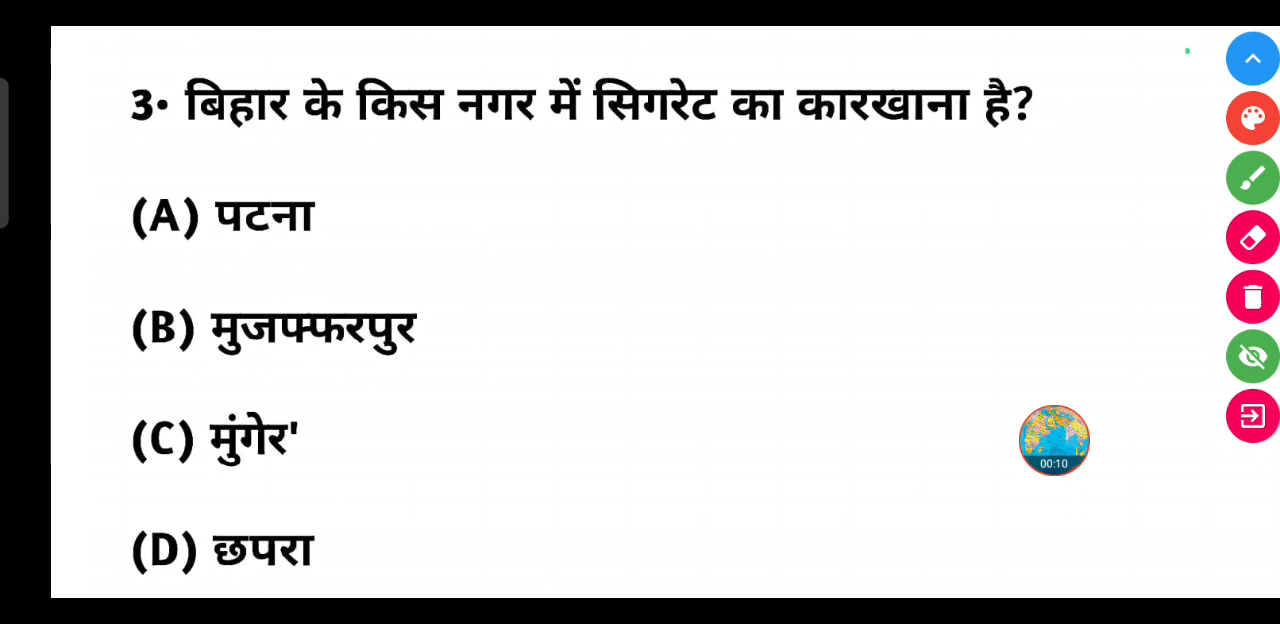 3· बिहार के किस नगर में सिगरेट का कारखाना है?
(A) पटना
(B) मुजफ्फरपुर
(C) मुंगेर'
(D) छपरा
00:10